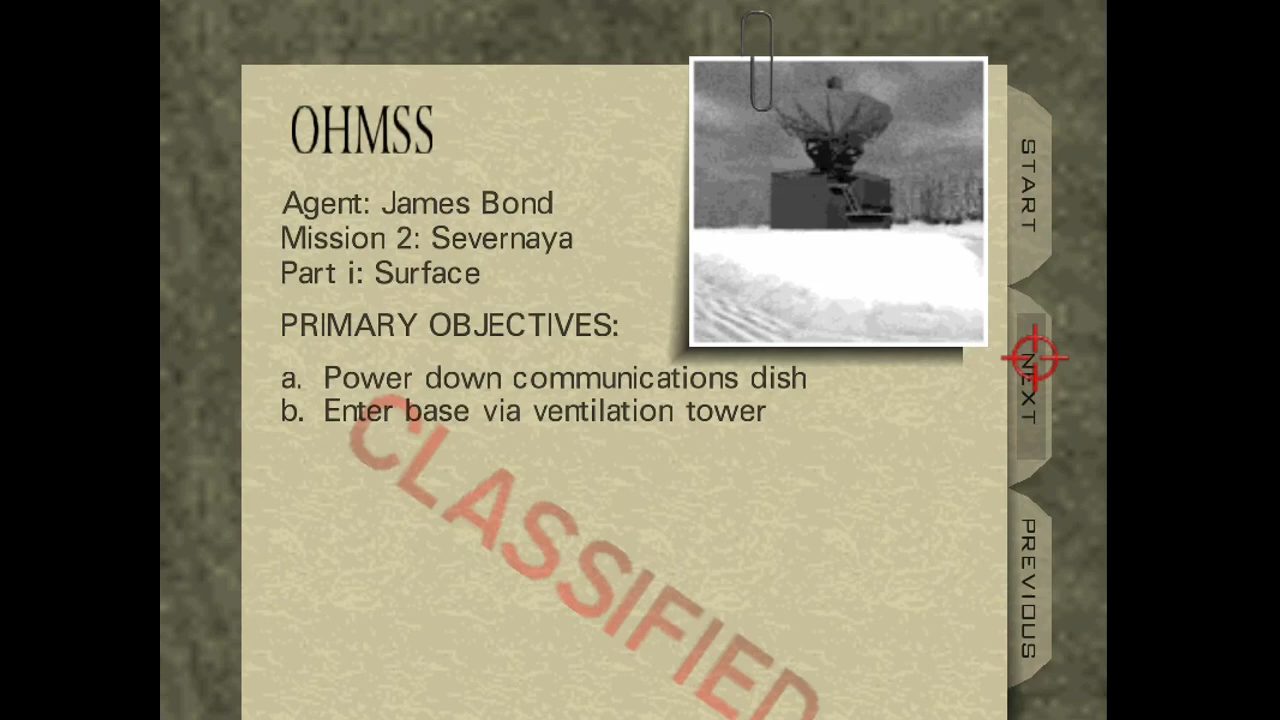 OHMSS
Agent: James Bond
Mission 2: Severnaya
Part i: Surface
PRIMARY OBJECTIVES:
a. Power down communications dish
b. Enter base via ventilation tower
CLASSIFIED
START
NEXT
PREVIOUS